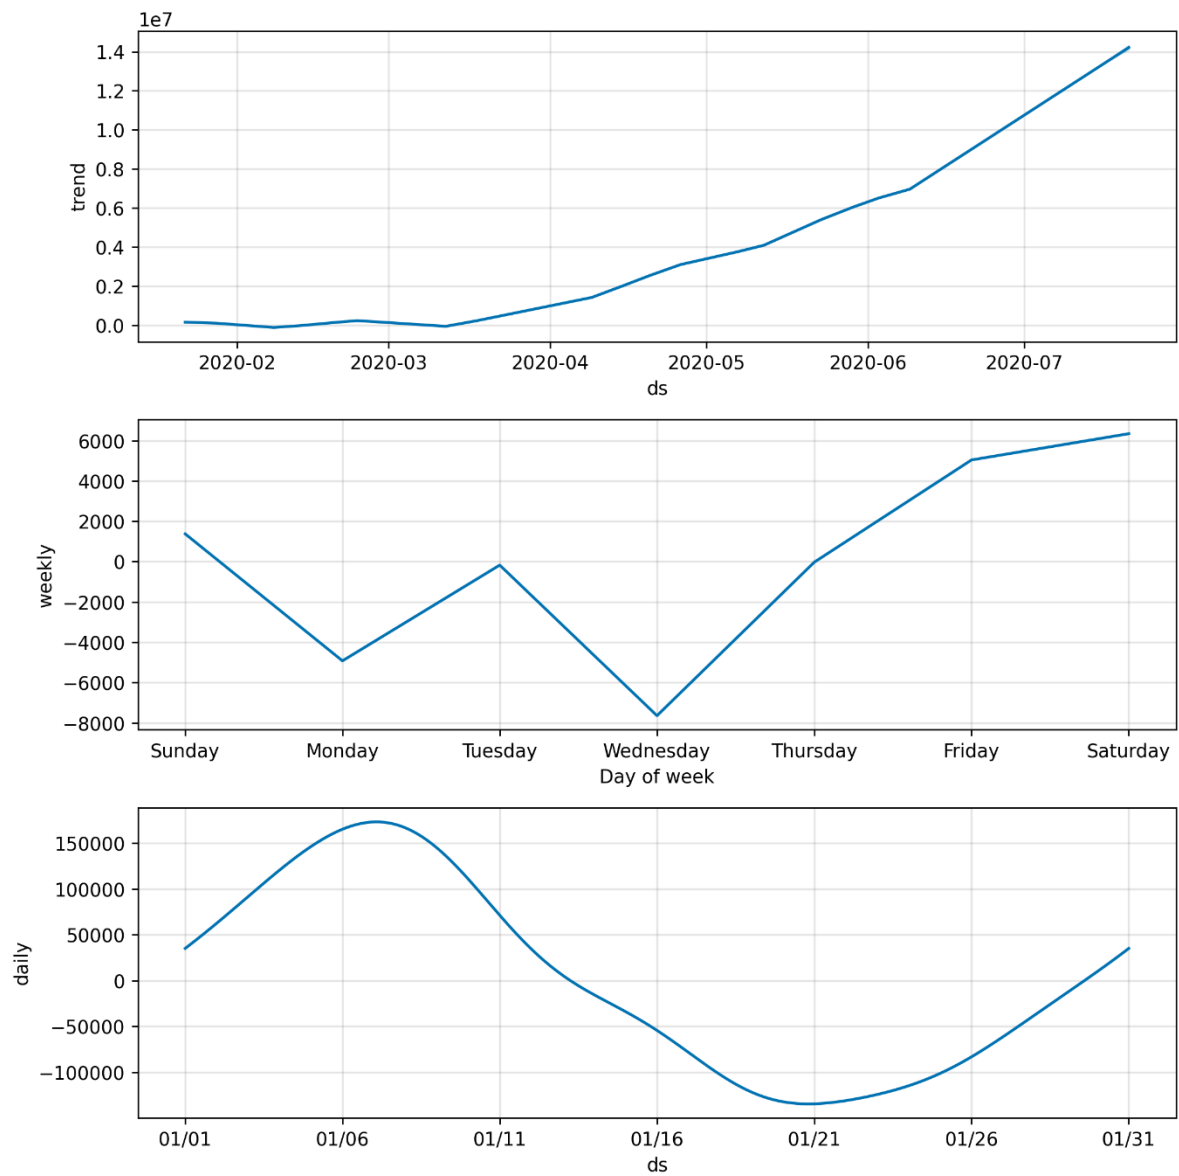 1e7
1.4
1.2
1.0
0.8
0.6
0.4
0.2
0.0
trend
2020-02 2020-03 2020-04 2020-05 2020-06 2020-07
ds
6000
4000
2000
0
−2000
−4000
−6000
−8000
weekly
Sunday Monday Tuesday Wednesday Thursday Friday Saturday
Day of week
150000
100000
50000
0
−50000
−100000
daily
01/01 01/06 01/11 01/16 01/21 01/26 01/31
ds